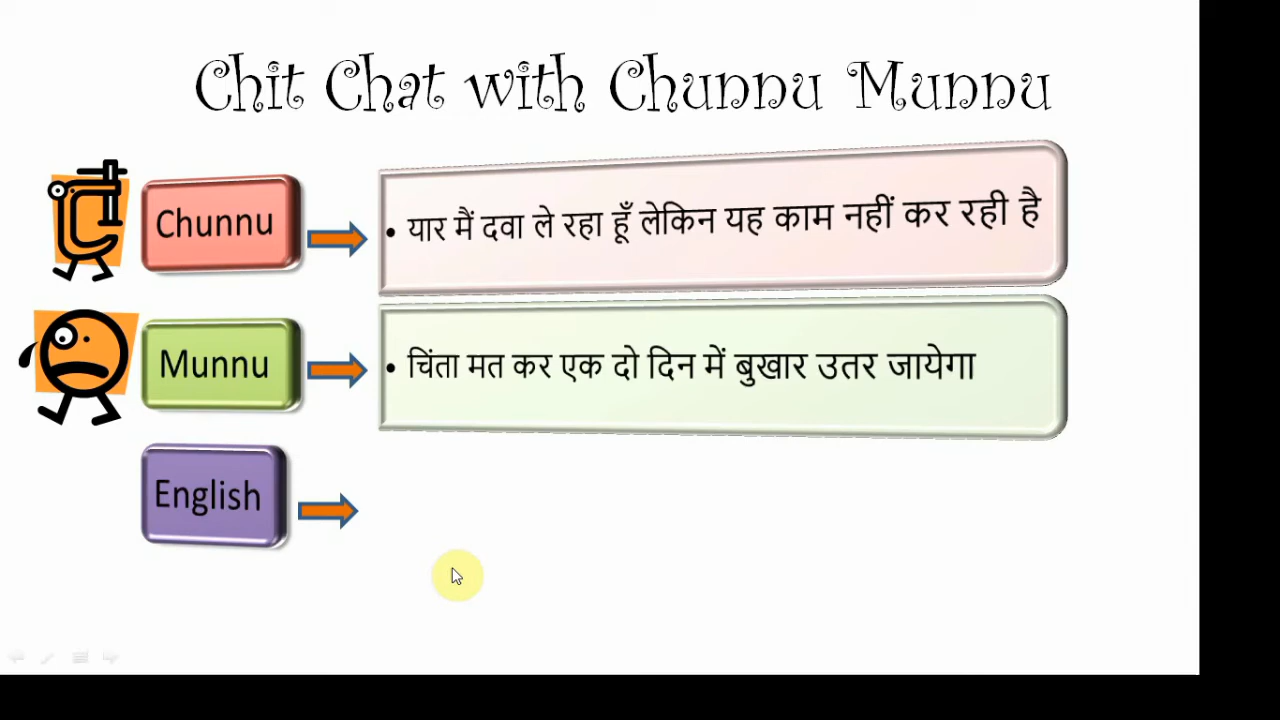 Chit Chat with Chunnu Munnu
Chunnu
• यार मैं दवा ले रहा हूँ लेकिन यह काम नहीं कर रही है
Munnu
• चिंता मत कर एक दो दिन में बुखार उतर जायेगा
English